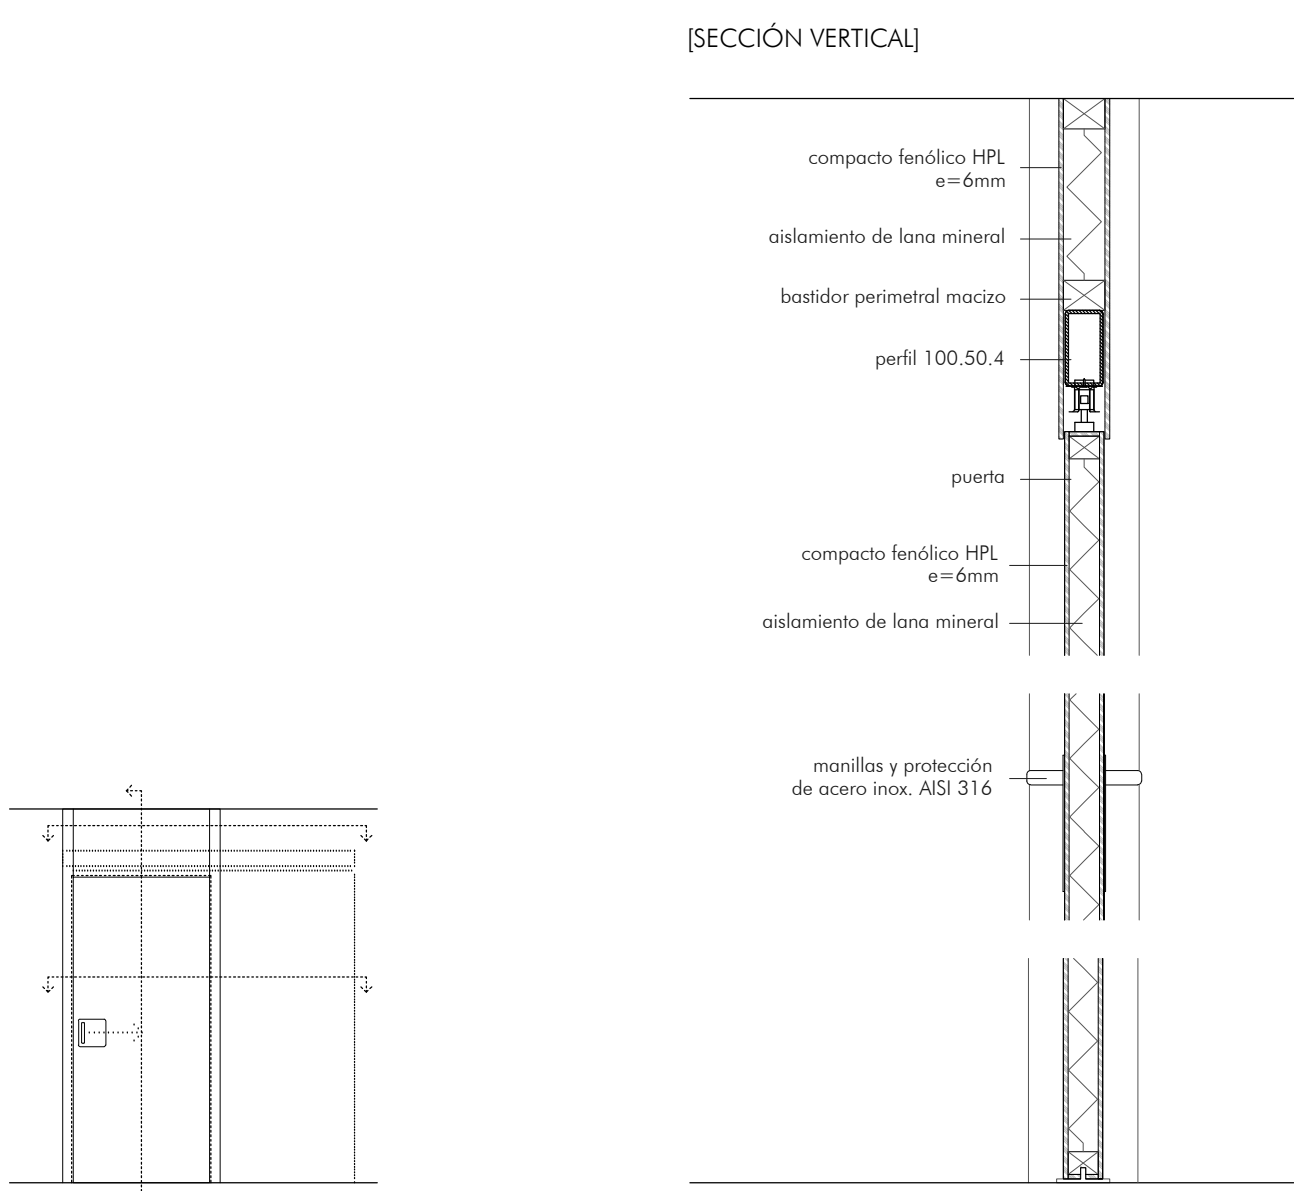 [SECCIÓN VERTICAL]
compacto fenólico HPL
e=6mm
aislamiento de lana mineral
bastidor perimetral macizo
perfil 100.50.4
puerta
compacto fenólico HPL
e=6mm
aislamiento de lana mineral
manillas y protección
de acero inox. AISI 316